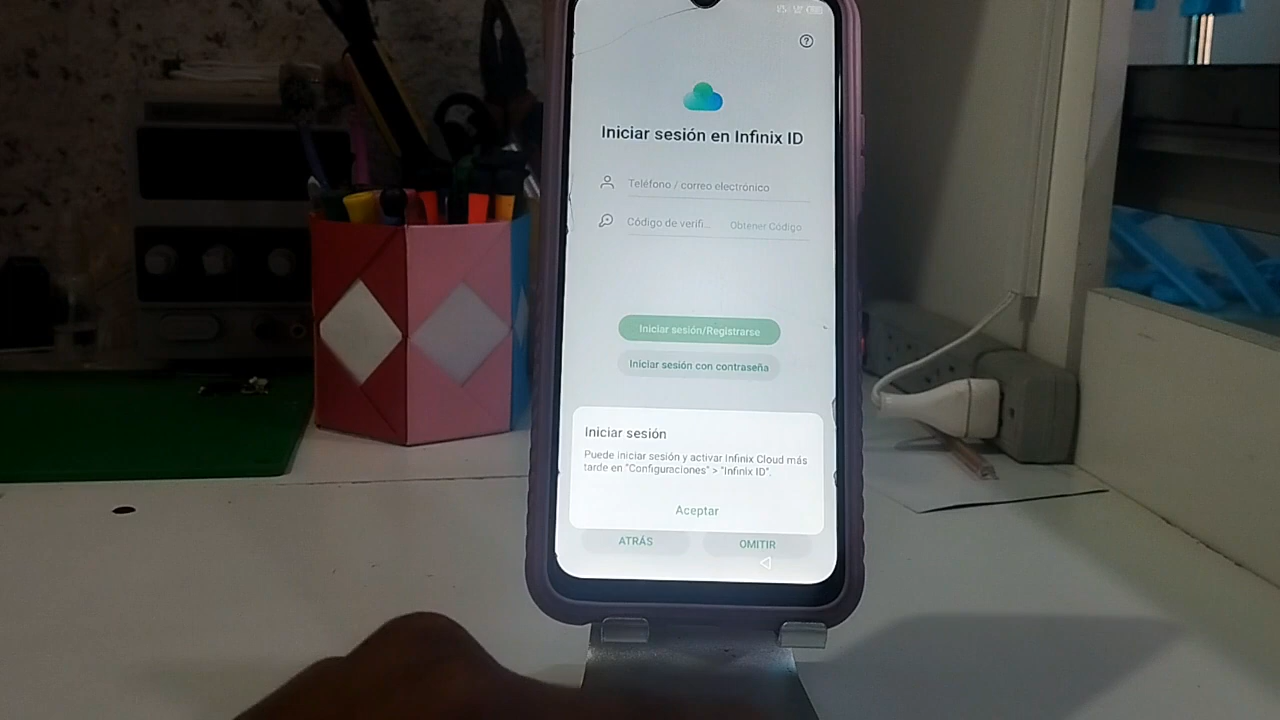 Iniciar sesión en Infinix ID
Teléfono / correo electrónico
Código de verifi... Obtener Código
Iniciar sesión/Registrarse
Iniciar sesión con contraseña
Iniciar sesión
Puede iniciar sesión y activar Infinix Cloud más
tarde en "Configuraciones" > "Infinix ID".
Aceptar
ATRÁS OMITIR